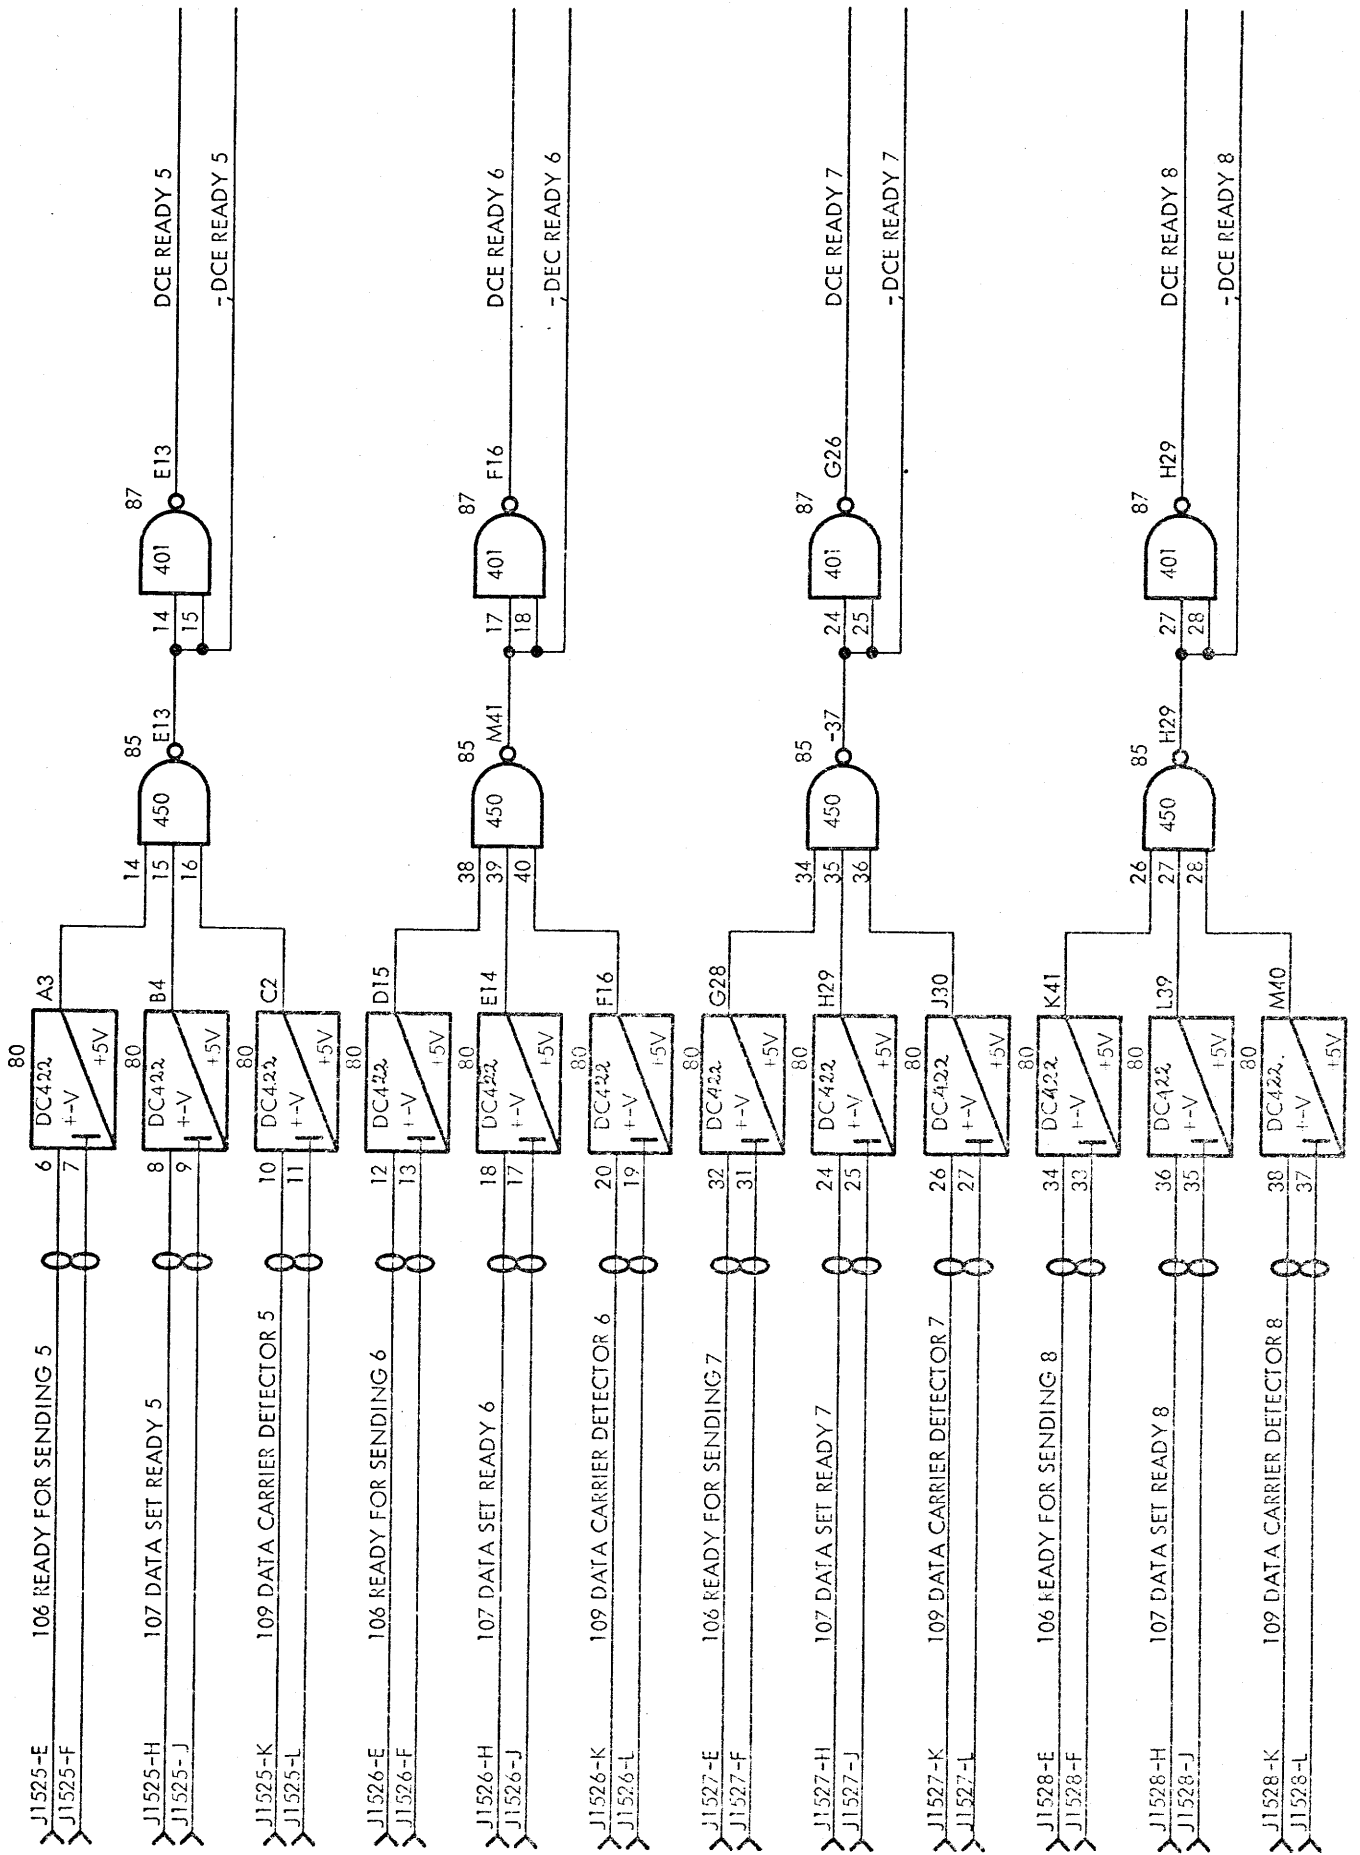 J1525-E
106 READY FOR SENDING 5
6
80
DC422
+-V
+5V
A3
J1525-F
7
J1525-H
107 DATA SET READY 5
8
80
DC422
+-V
+5V
B4
J1525-J
9
J1525-K
109 DATA CARRIER DETECTOR 5
10
80
DC422
+-V
+5V
C2
J1525-L
11
14
15
16
85
450
E13
14
15
87
401
E13
DCE READY 5
-,DCE READY 5
J1526-E
106 READY FOR SENDING 6
12
80
DC422
+-V
+5V
D15
J1526-F
13
J1526-H
107 DATA SET READY 6
18
80
DC422
+-V
+5V
E14
J1526-J
17
J1526-K
109 DATA CARRIER DETECTOR 6
20
80
DC422
+-V
+5V
F16
J1526-L
19
38
39
40
85
450
M41
17
18
87
401
F16
DCE READY 6
-,DEC READY 6
J1527-E
106 READY FOR SENDING 7
32
80
DC422
+-V
+5V
G28
J1527-F
31
J1527-H
107 DATA SET READY 7
24
80
DC422
+-V
+5V
H29
J1527-J
25
J1527-K
109 DATA CARRIER DETECTOR 7
26
80
DC422
+-V
+5V
J30
J1527-L
27
34
35
36
85
450
-37
24
25
87
401
G26
DCE READY 7
-,DCE READY 7
J1528-E
106 READY FOR SENDING 8
34
80
DC422
+-V
+5V
K41
J1528-F
33
J1528-H
107 DATA SET READY 8
36
80
DC422
+-V
+5V
L39
J1528-J
35
J1528-K
109 DATA CARRIER DETECTOR 8
38
80
DC422.
+-V
+5V
M40
J1528-L
37
26
27
28
85
450
H29
27
28
87
401
H29
DCE READY 8
-,DCE READY 8